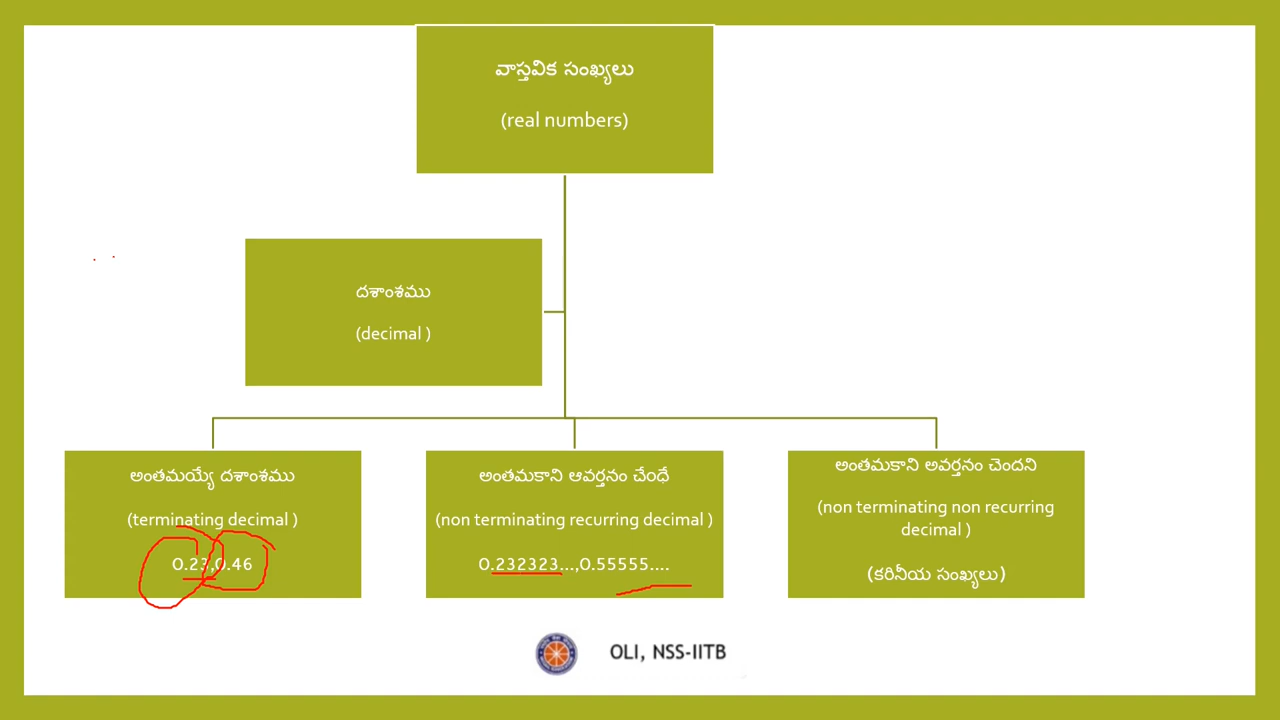 వాస్తవిక సంఖ్యలు
(real numbers)
దశాంశము
(decimal )
అంతమయ్యే దశాంశము
(terminating decimal )
0.23,0.46
అంతమకాని ఆవర్తనం చేంధే
(non terminating recurring decimal )
0.232323...,0.55555....
అంతమకాని అవర్తనం చెందని
(non terminating non recurring
decimal )
(కరినీయ సంఖ్యలు)
OLI, NSS-IITB